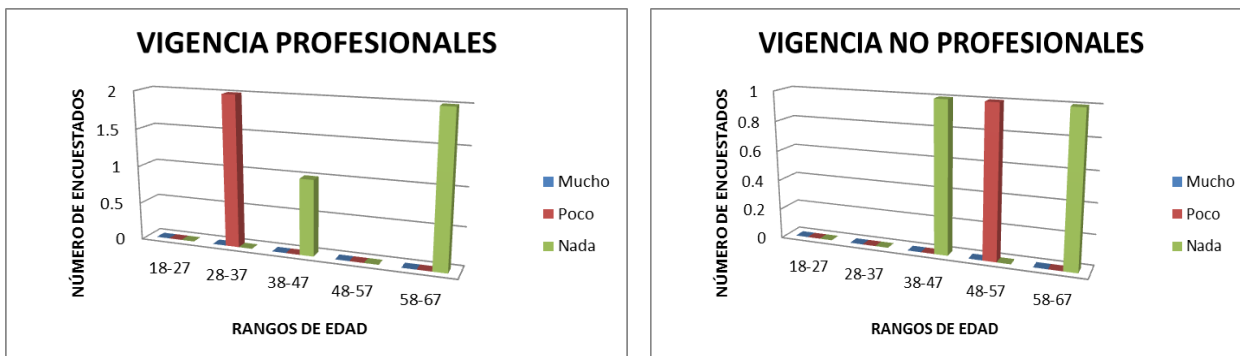 VIGENCIA PROFESIONALES
NÚMERO DE ENCUESTADOS
2
1.5
1
0.5
0
18-27
28-37
38-47
48-57
58-67
RANGOS DE EDAD
Mucho
Poco
Nada
VIGENCIA NO PROFESIONALES
NÚMERO DE ENCUESTADOS
1
0.8
0.6
0.4
0.2
0
18-27
28-37
38-47
48-57
58-67
RANGOS DE EDAD
Mucho
Poco
Nada